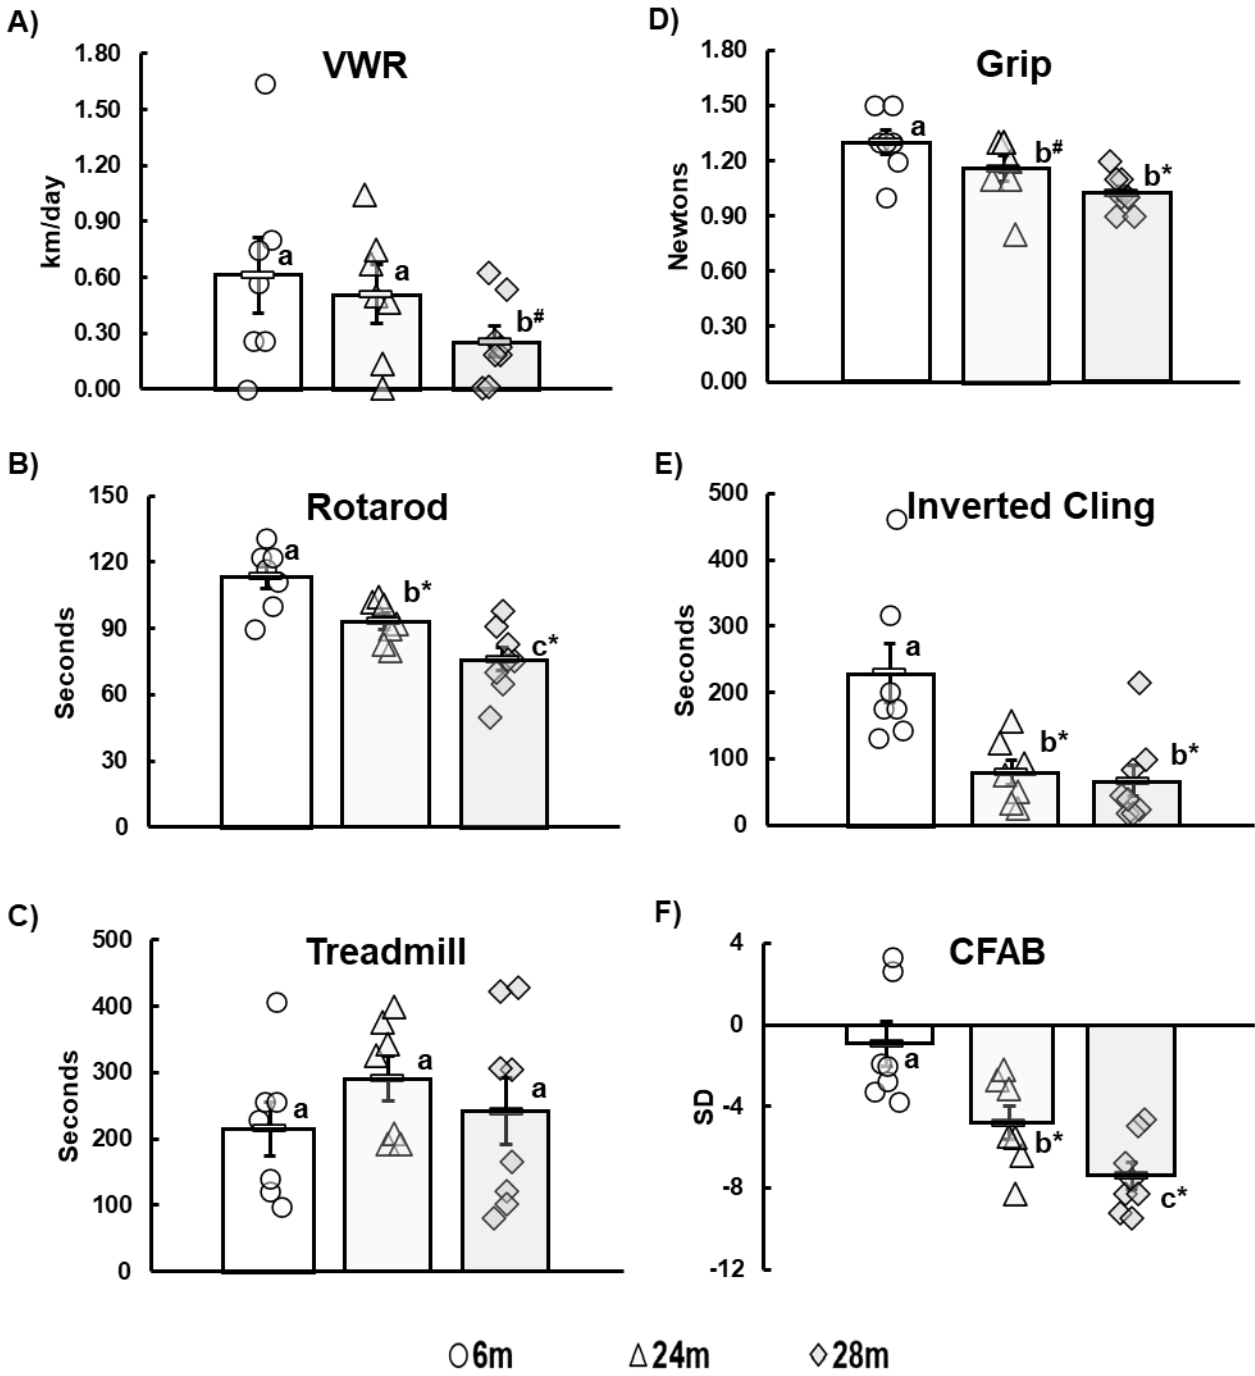 A)
VWR
km/day
1.80
1.50
1.20
0.90
0.60
0.30
0.00
a
a
b#
D)
Grip
Newtons
1.80
1.50
1.20
0.90
0.60
0.30
0.00
a
b#
b*
B)
Rotarod
Seconds
150
120
90
60
30
0
a
b*
c*
E)
Inverted Cling
Seconds
500
400
300
200
100
0
a
b*
b*
C)
Treadmill
Seconds
500
400
300
200
100
0
a
a
a
F)
CFAB
SD
4
0
-4
-8
-12
a
b*
c*
6m 24m 28m